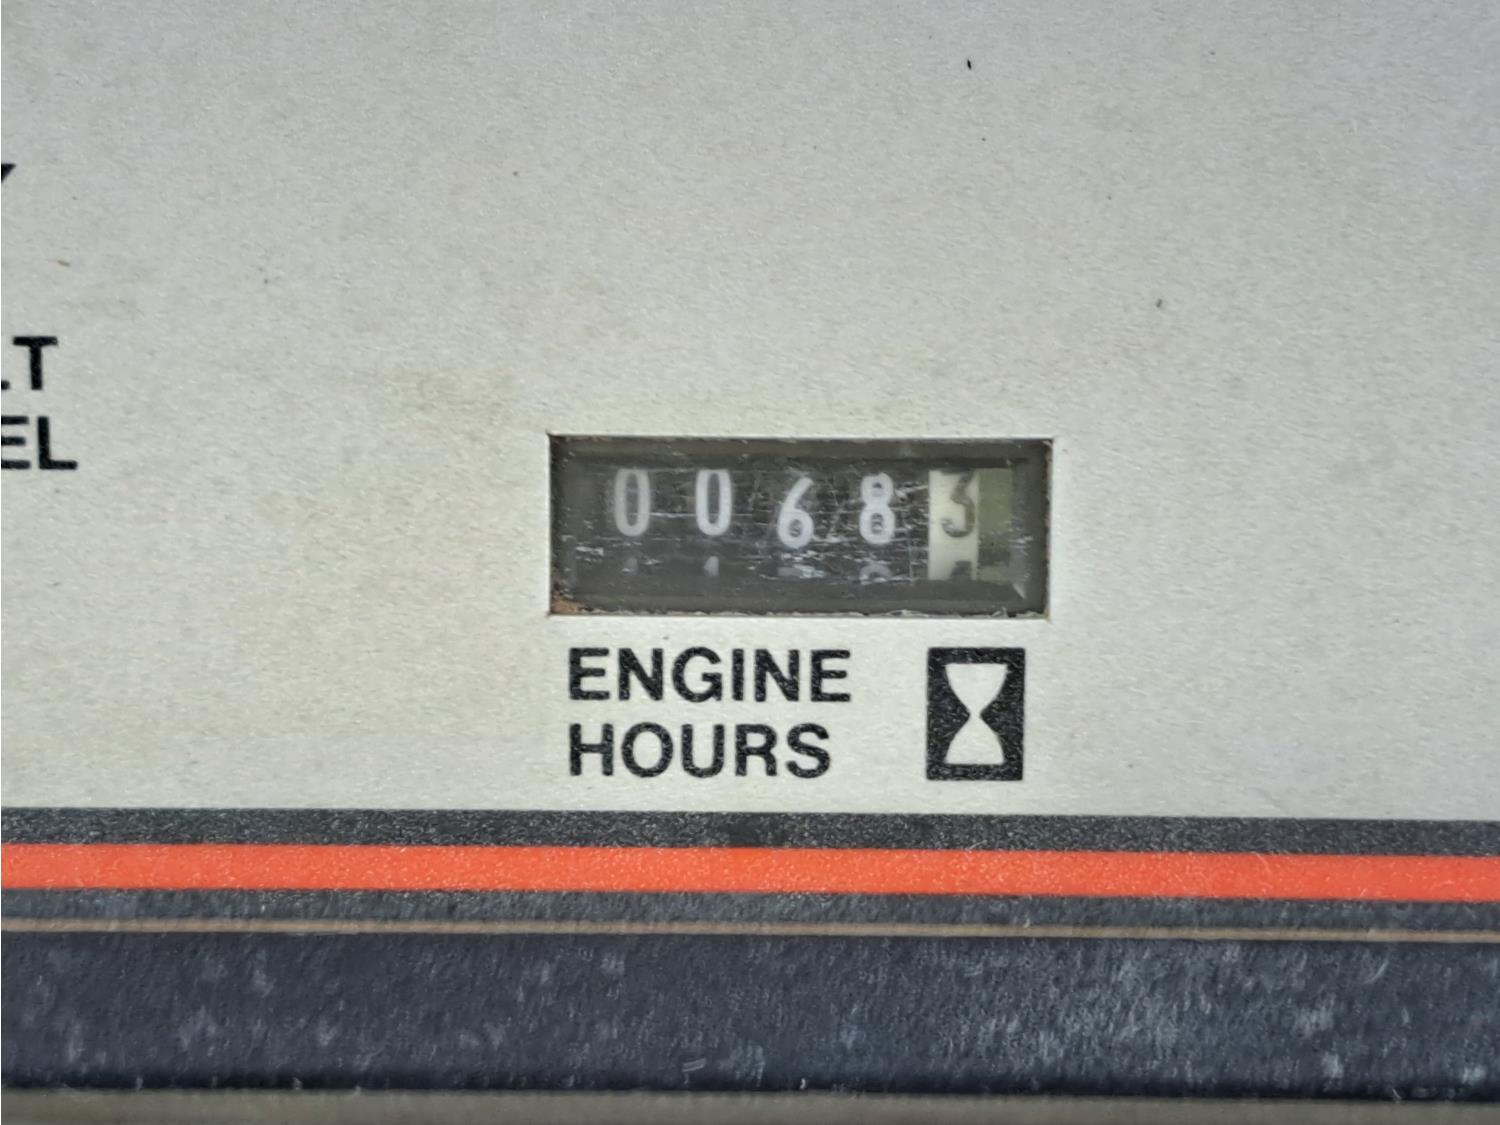 LT
EL
00683
ENGINE
HOURS